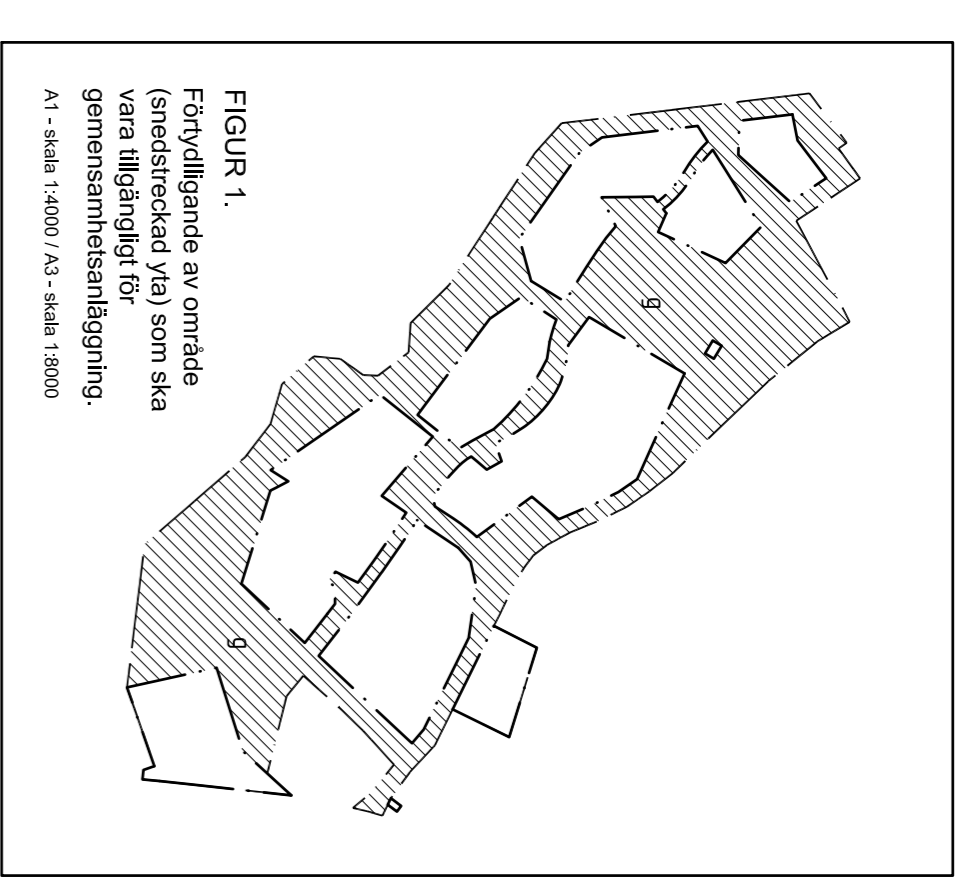 FIGUR 1.
Förtydlligande av område
(snedstreckad yta) som ska
vara tillgängligt för
gemensamhetsanläggning.
A1 - skala 1:4000 / A3 - skala 1:8000
g
g